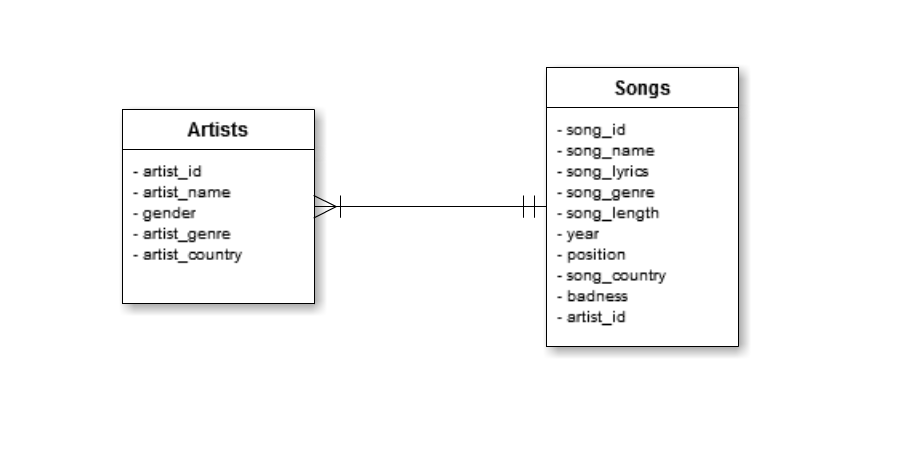 Artists
- artist_id
- artist_name
- gender
- artist_genre
- artist_country
Songs
- song_id
- song_name
- song_lyrics
- song_genre
- song_length
- year
- position
- song_country
- badness
- artist_id